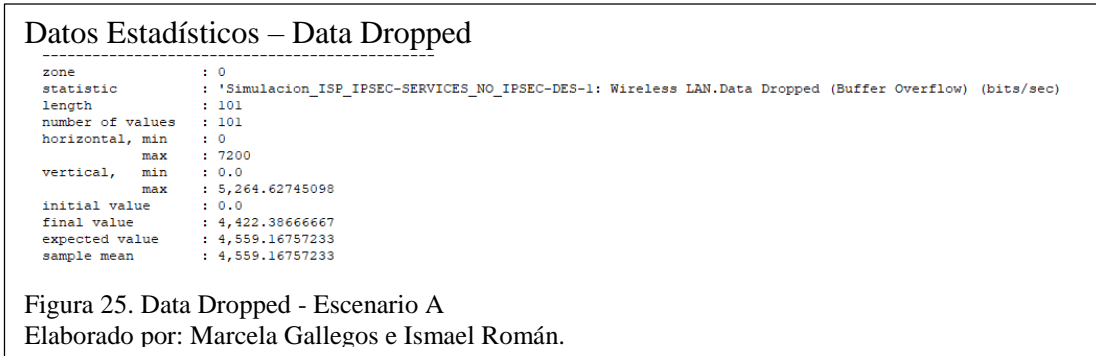 Datos Estadísticos – Data Dropped
------------------------------------------------
zone : 0
statistic : 'Simulacion_ISP_IPSEC-SERVICES_NO_IPSEC-DES-1: Wireless LAN.Data Dropped (Buffer Overflow) (bits/sec)
length : 101
number of values : 101
horizontal, min : 0
max : 7200
vertical, min : 0.0
max : 5,264.62745098
initial value : 0.0
final value : 4,422.38666667
expected value : 4,559.16757233
sample mean : 4,559.16757233
Figura 25. Data Dropped - Escenario A
Elaborado por: Marcela Gallegos e Ismael Román.